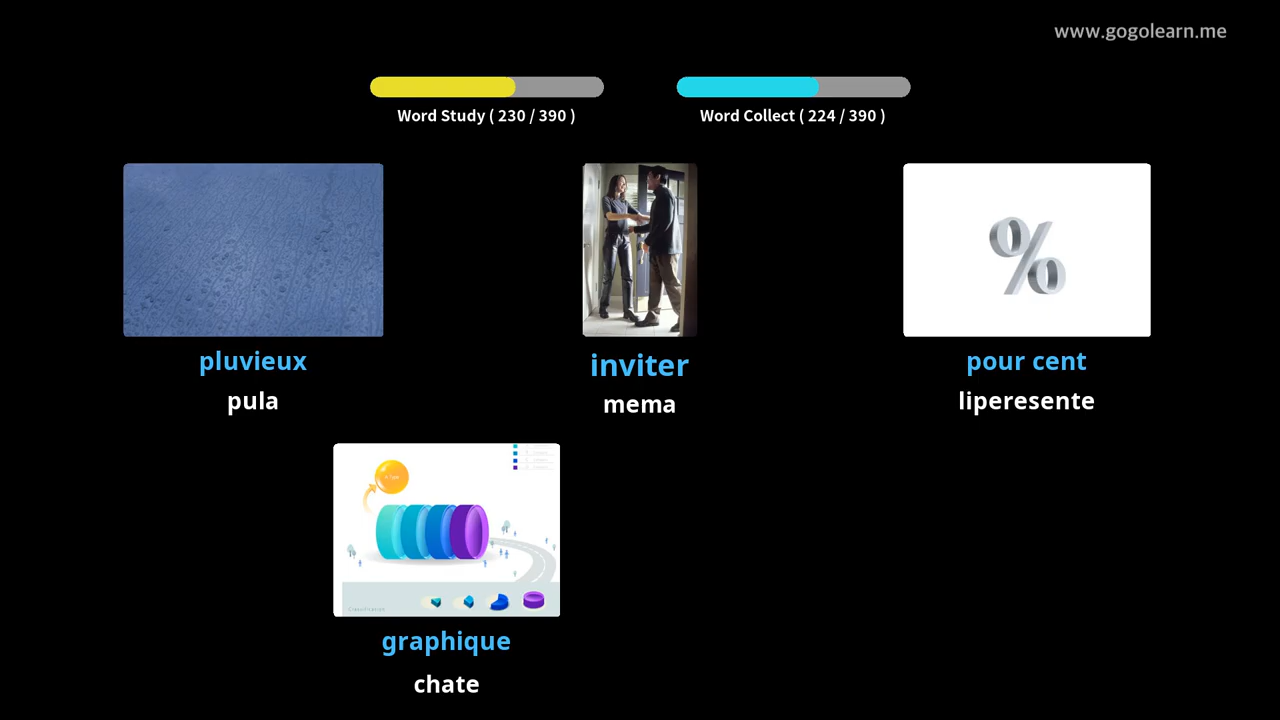 www.gogolearn.me
Word Study ( 230 / 390 )
Word Collect ( 224 / 390 )
pluvieux
pula
inviter
mema
pour cent
liperesente
%
graphique
chate